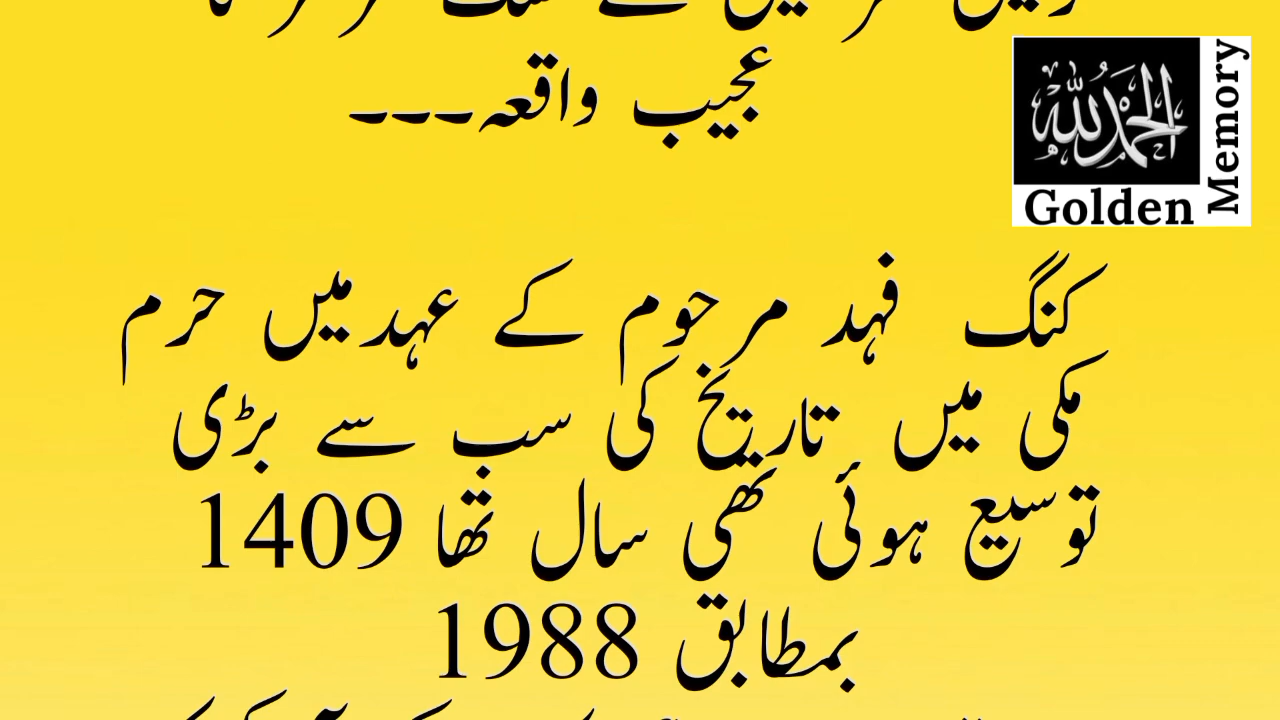 عجیب واقعہ۔۔۔
الحمدللہ
Golden
Memory
کنگ فہد مرحوم کے عہد میں حرم
مکی میں تاریخ کی سب سے بڑی
توسیع ہوئی تھی سال تھا 1409
بمطابق 1988